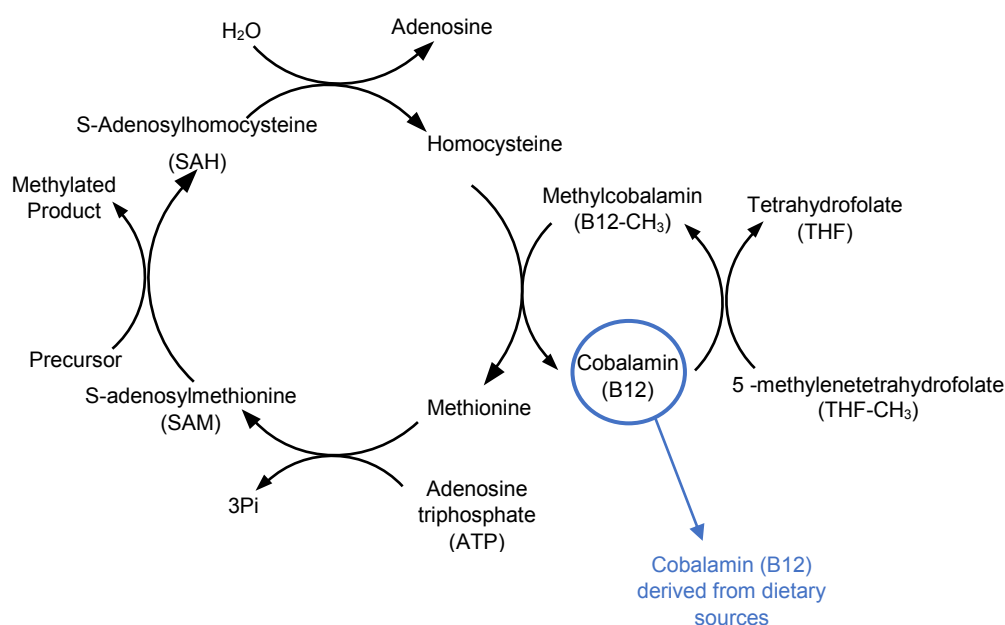 H₂O
Adenosine
S-Adenosylhomocysteine
(SAH)
Homocysteine
Methylated
Product
Methylcobalamin
(B12-CH₃)
Tetrahydrofolate
(THF)
Precursor
Cobalamin
(B12)
S-adenosylmethionine
(SAM)
Methionine
5 -methylenetetrahydrofolate
(THF-CH₃)
3Pi
Adenosine
triphosphate
(ATP)
Cobalamin (B12)
derived from dietary
sources